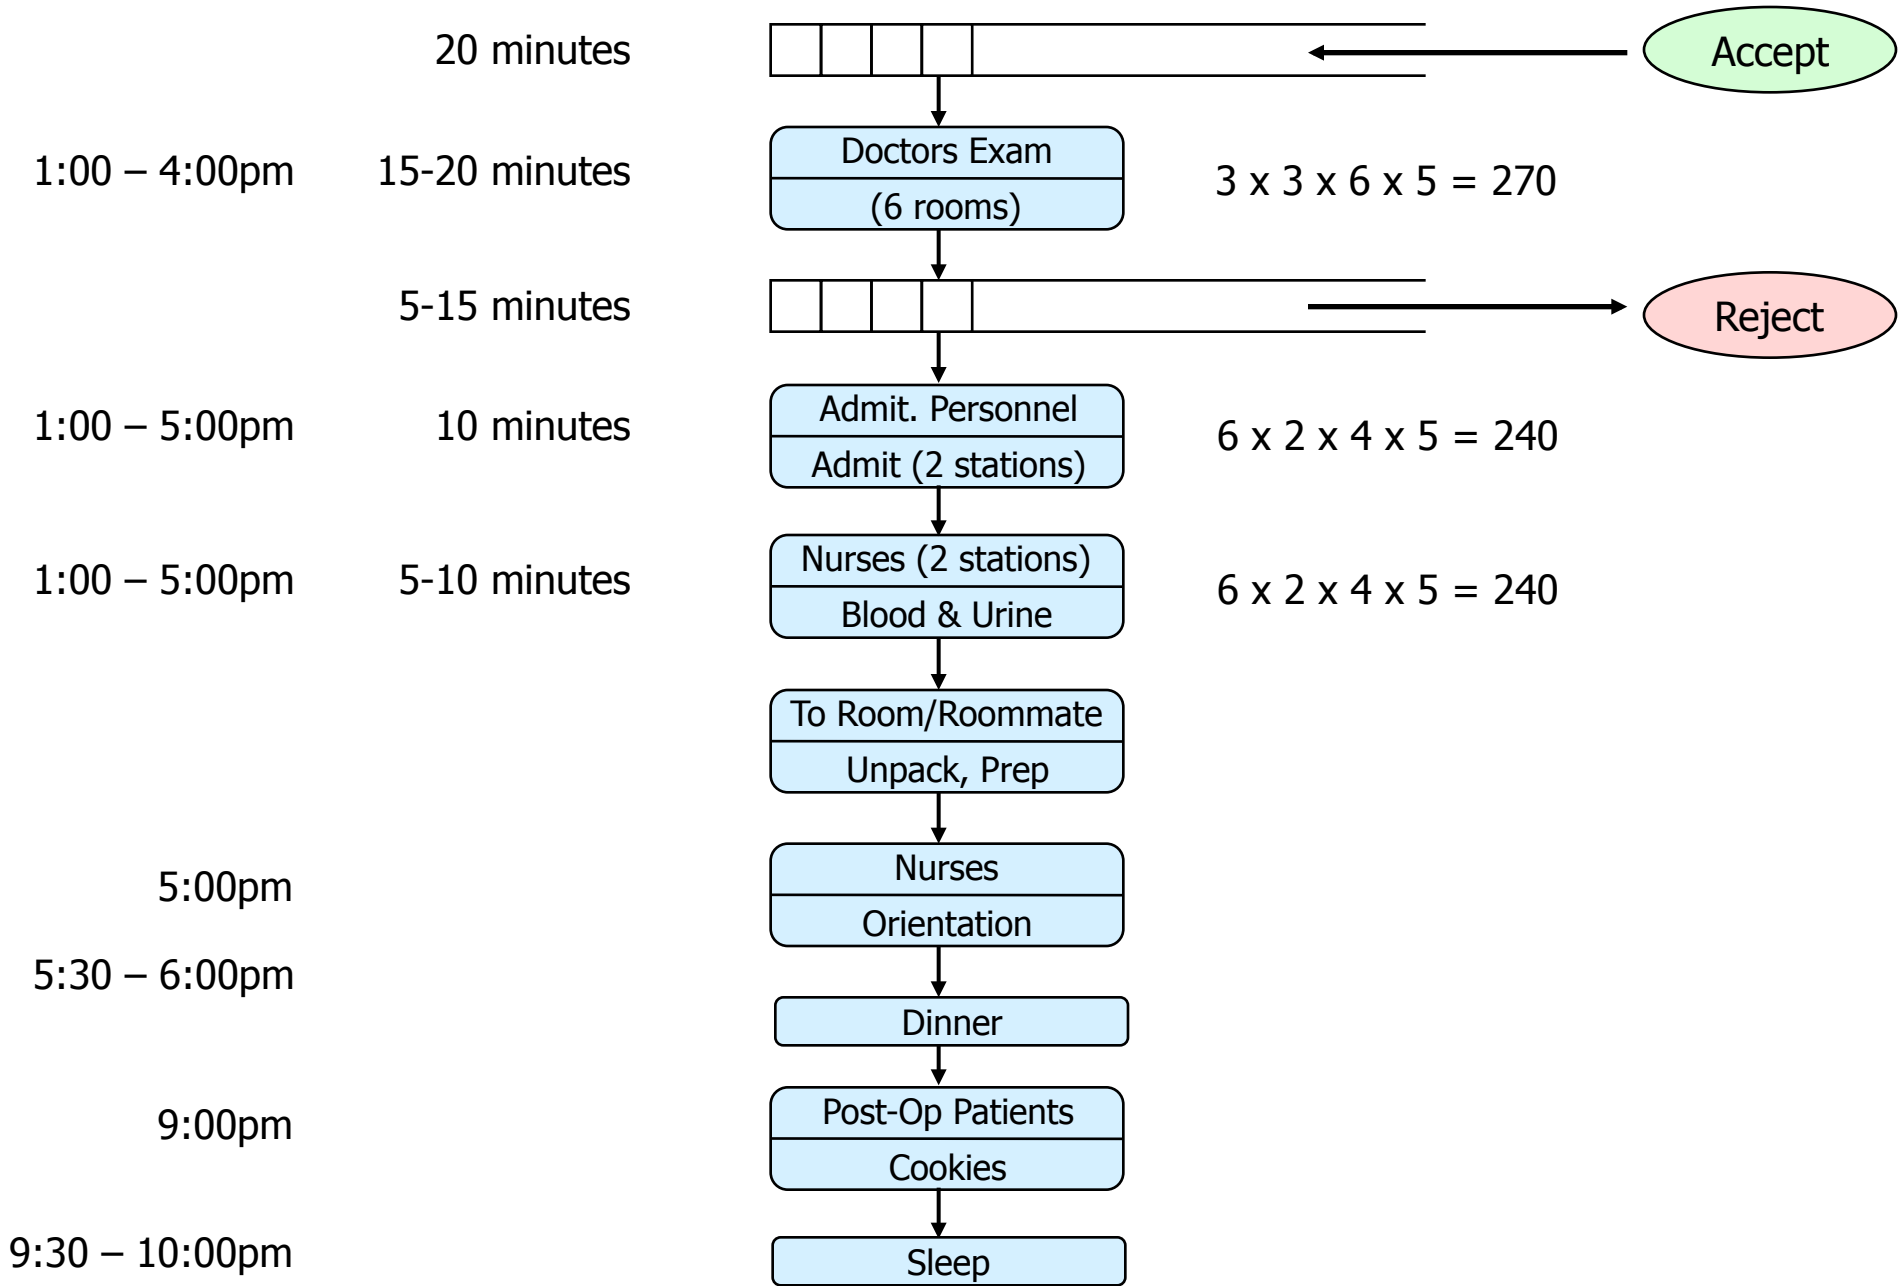 20 minutes
Accept
1:00 – 4:00pm
15-20 minutes
Doctors Exam
(6 rooms)
3 x 3 x 6 x 5 = 270
5-15 minutes
Reject
1:00 – 5:00pm
10 minutes
Admit. Personnel
Admit (2 stations)
6 x 2 x 4 x 5 = 240
1:00 – 5:00pm
5-10 minutes
Nurses (2 stations)
Blood & Urine
6 x 2 x 4 x 5 = 240
To Room/Roommate
Unpack, Prep
5:00pm
Nurses
Orientation
5:30 – 6:00pm
Dinner
9:00pm
Post-Op Patients
Cookies
9:30 – 10:00pm
Sleep